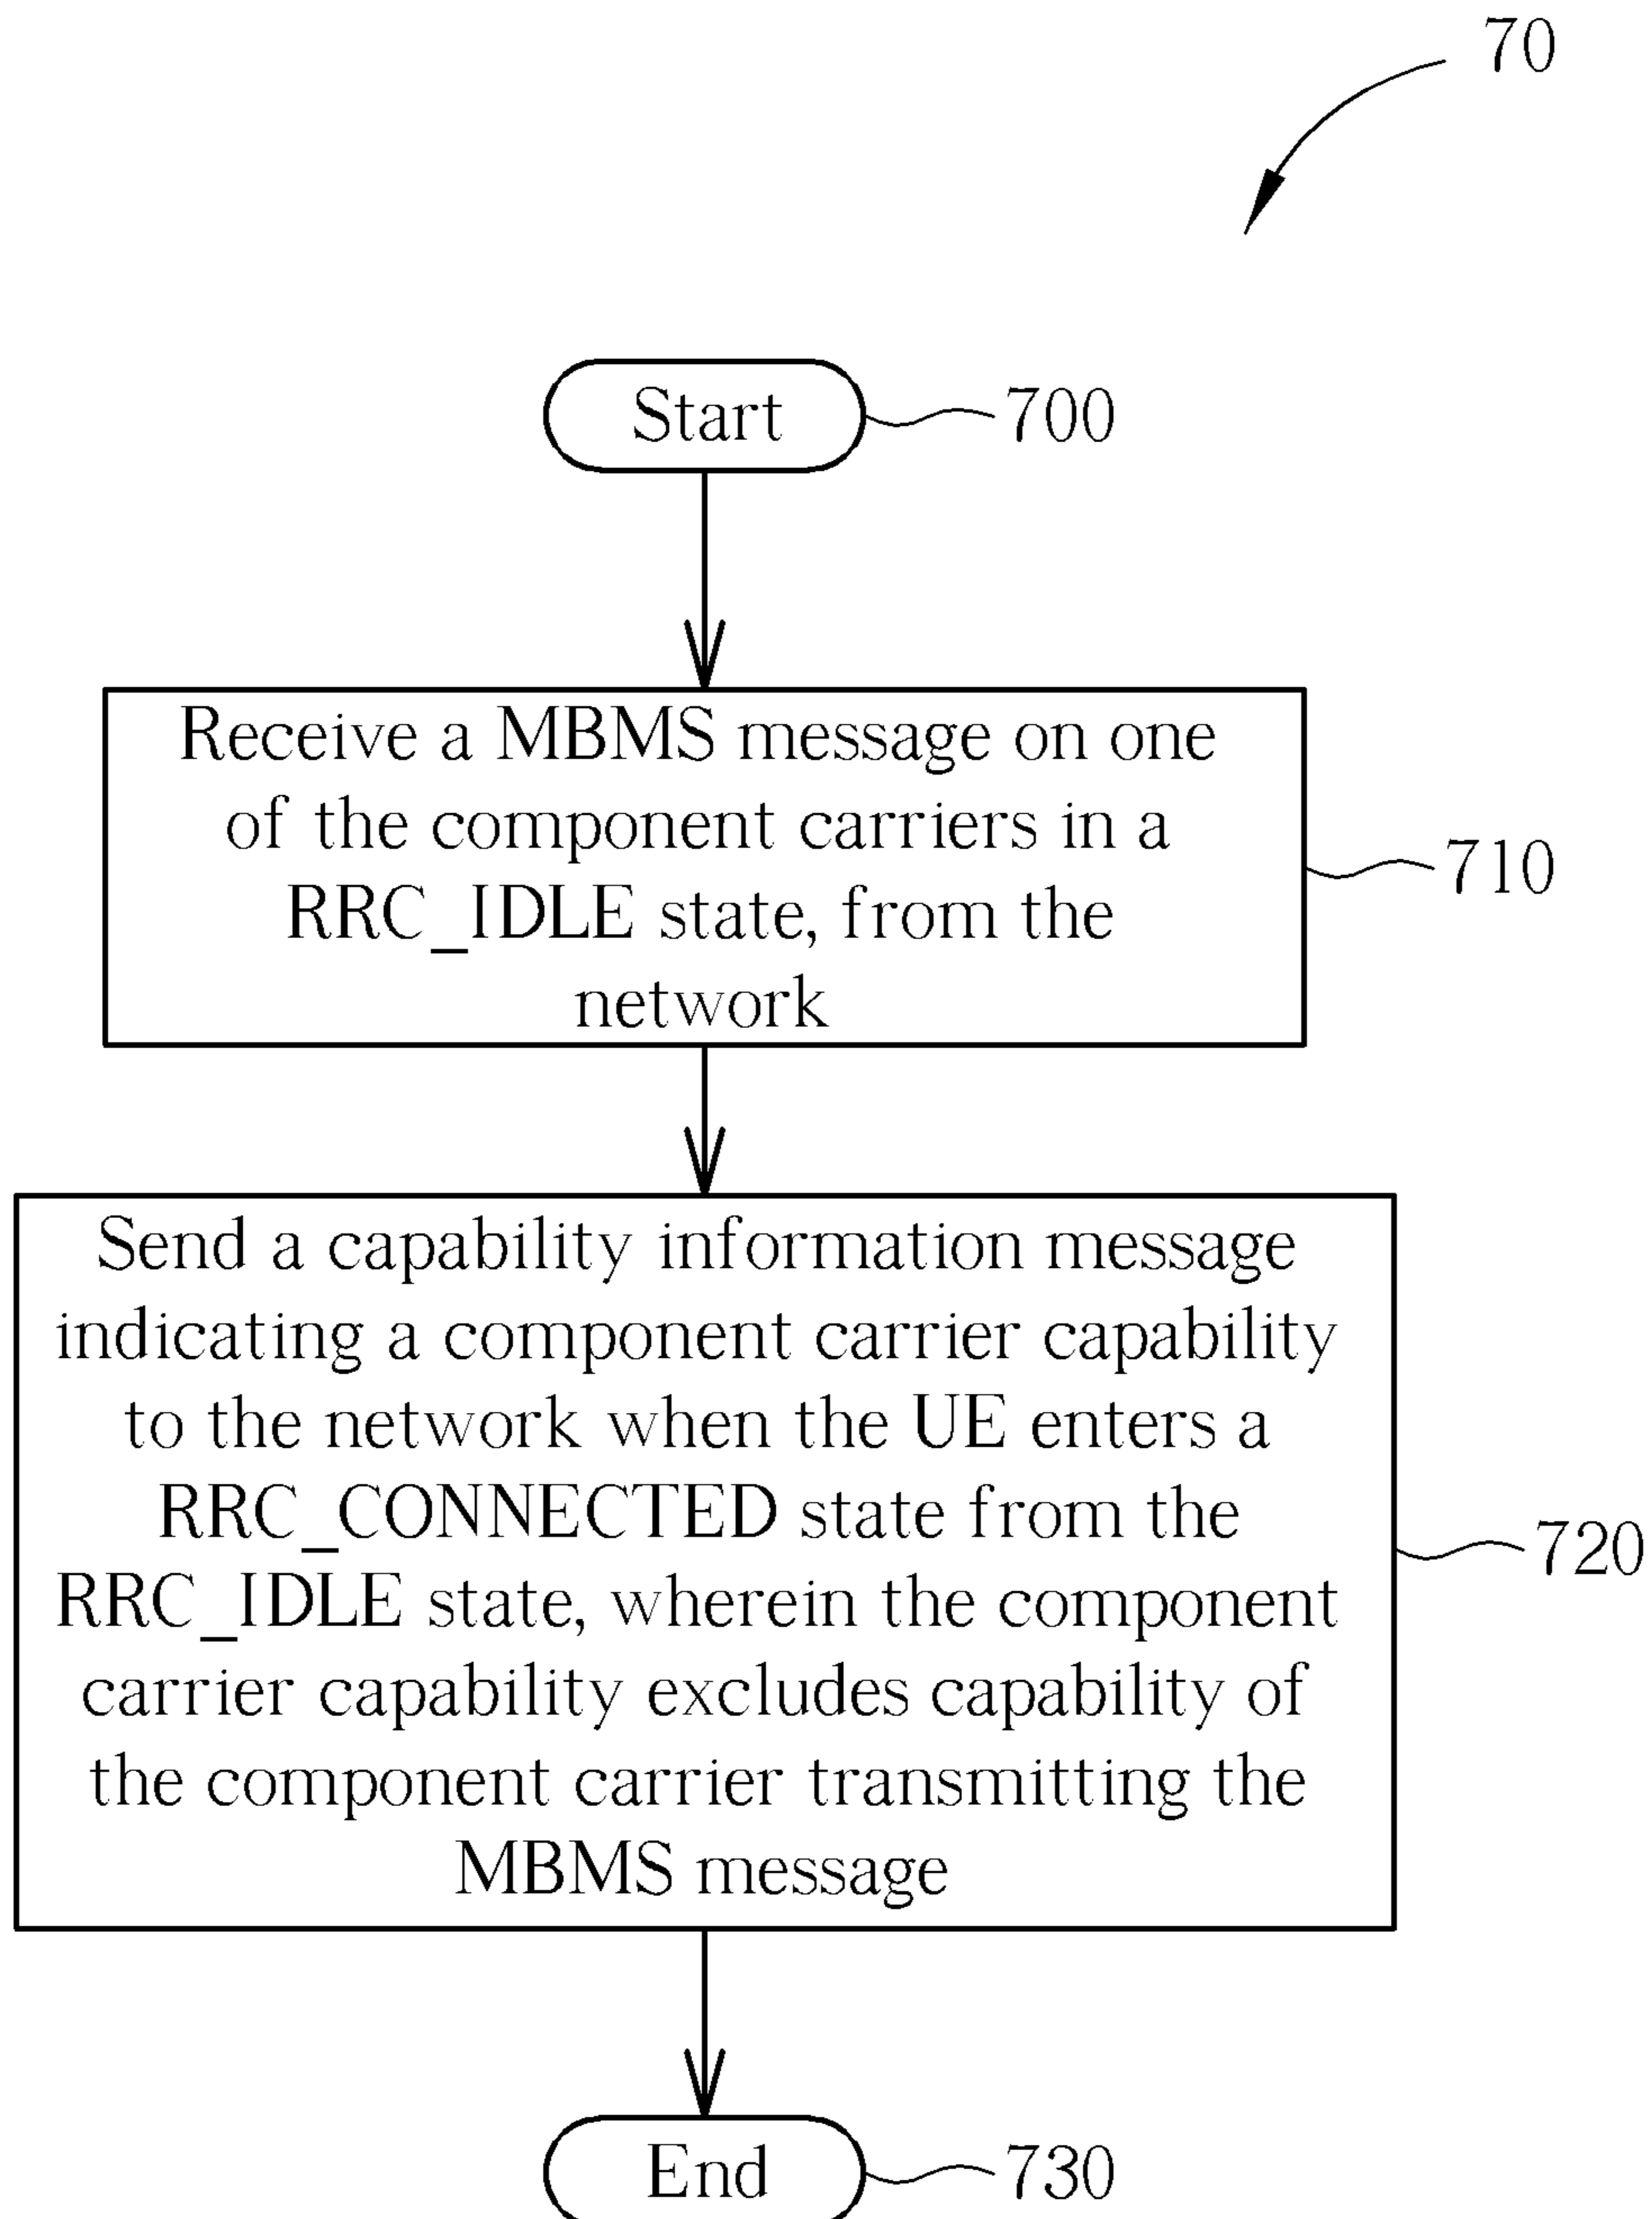 70
Start
700
Receive a MBMS message on one
of the component carriers in a
RRC_IDLE state, from the
network
710
Send a capability information message
indicating a component carrier capability
to the network when the UE enters a
RRC_CONNECTED state from the
RRC_IDLE state, wherein the component
carrier capability excludes capability of
the component carrier transmitting the
MBMS message
720
End
730